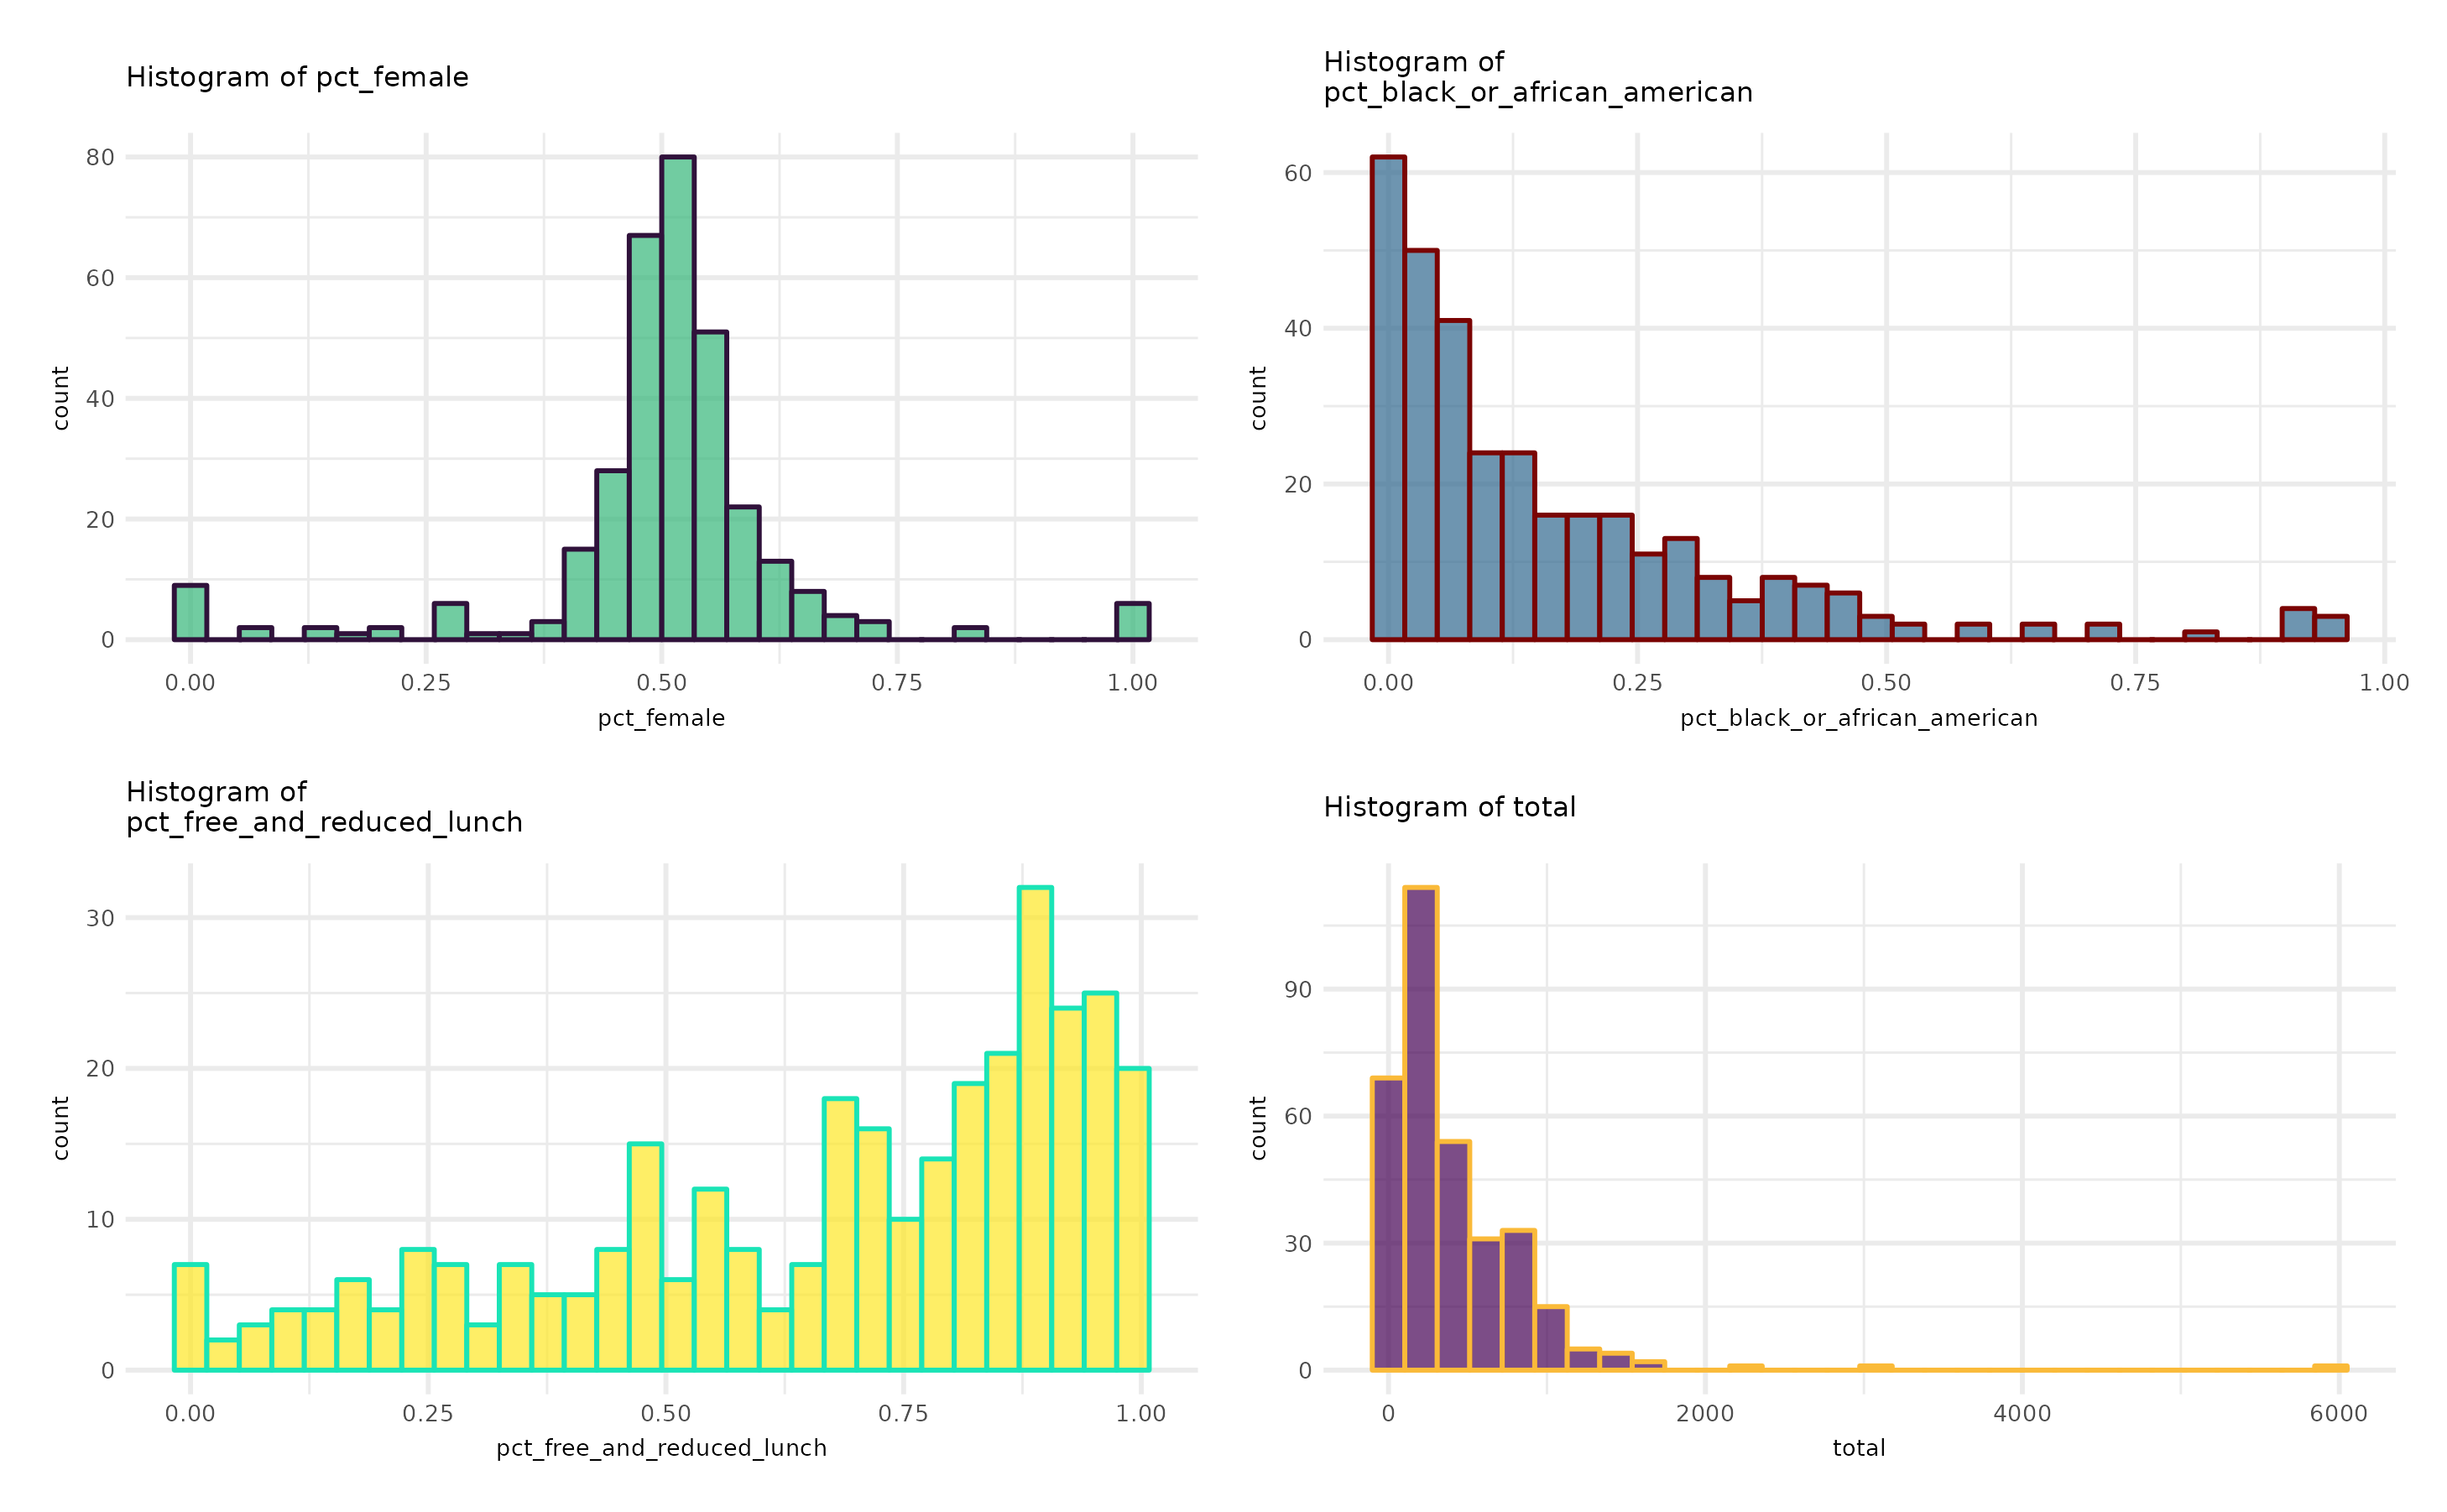 Histogram of pct_female
80
60
40
20
0
count
0.00 0.25 0.50 0.75 1.00
pct_female
Histogram of
pct_black_or_african_american
60
40
20
0
count
0.00 0.25 0.50 0.75 1.00
pct_black_or_african_american
Histogram of
pct_free_and_reduced_lunch
30
20
10
0
count
0.00 0.25 0.50 0.75 1.00
pct_free_and_reduced_lunch
Histogram of total
90
60
30
0
count
0 2000 4000 6000
total